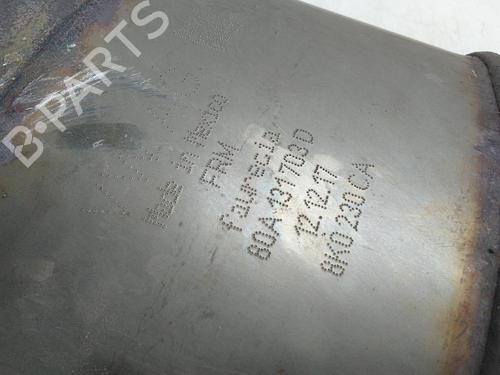 B-PARTS
Made in Mexico
FRM
faurecia
80A 131 703 D
12.12.17
8K0 230 CA